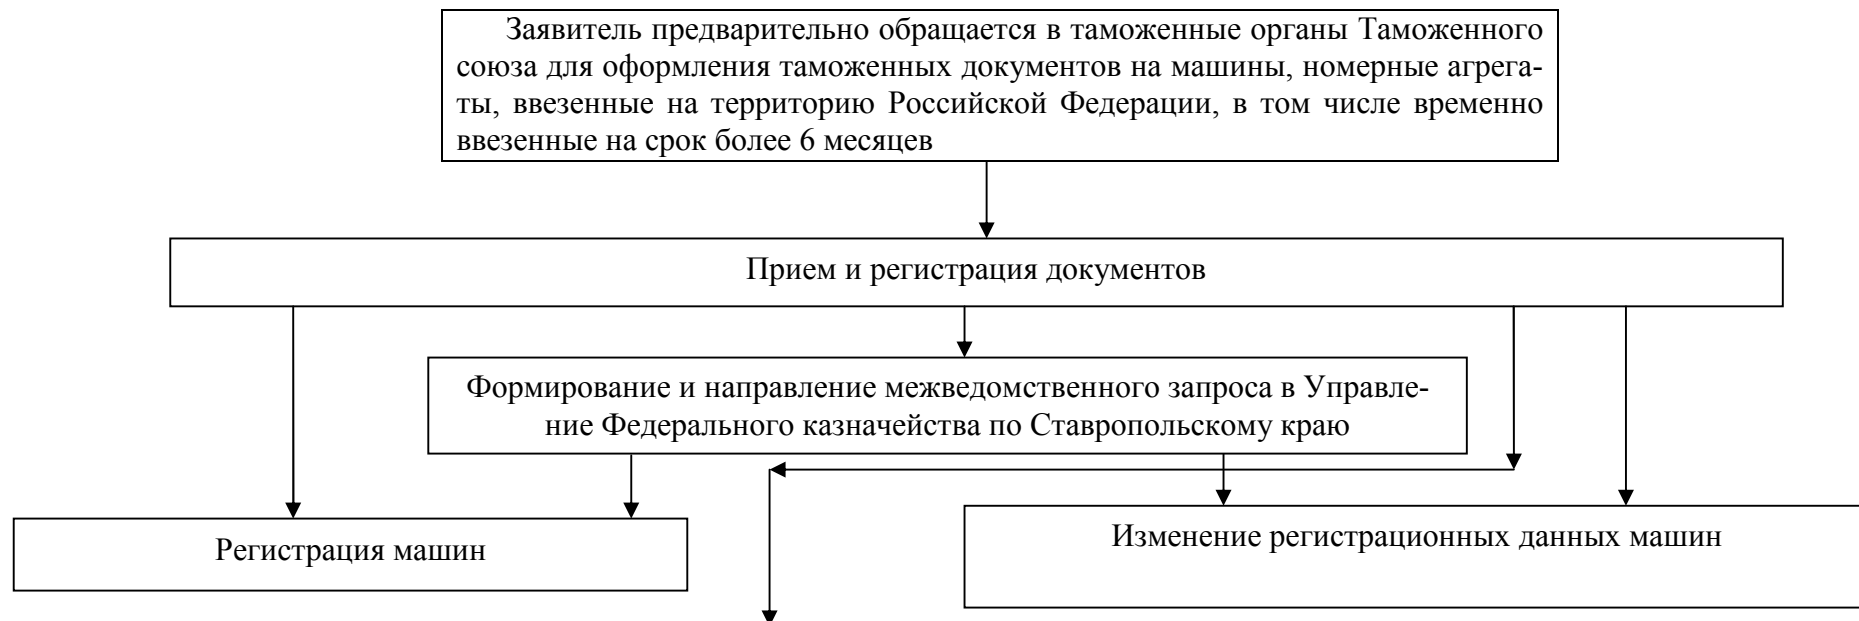 Заявитель предварительно обращается в таможенные органы Таможенного
союза для оформления таможенных документов на машины, номерные агрега-
ты, ввезенные на территорию Российской Федерации, в том числе временно
ввезенные на срок более 6 месяцев
Прием и регистрация документов
Формирование и направление межведомственного запроса в Управле-
ние Федерального казначейства по Ставропольскому краю
Регистрация машин
Изменение регистрационных данных машин